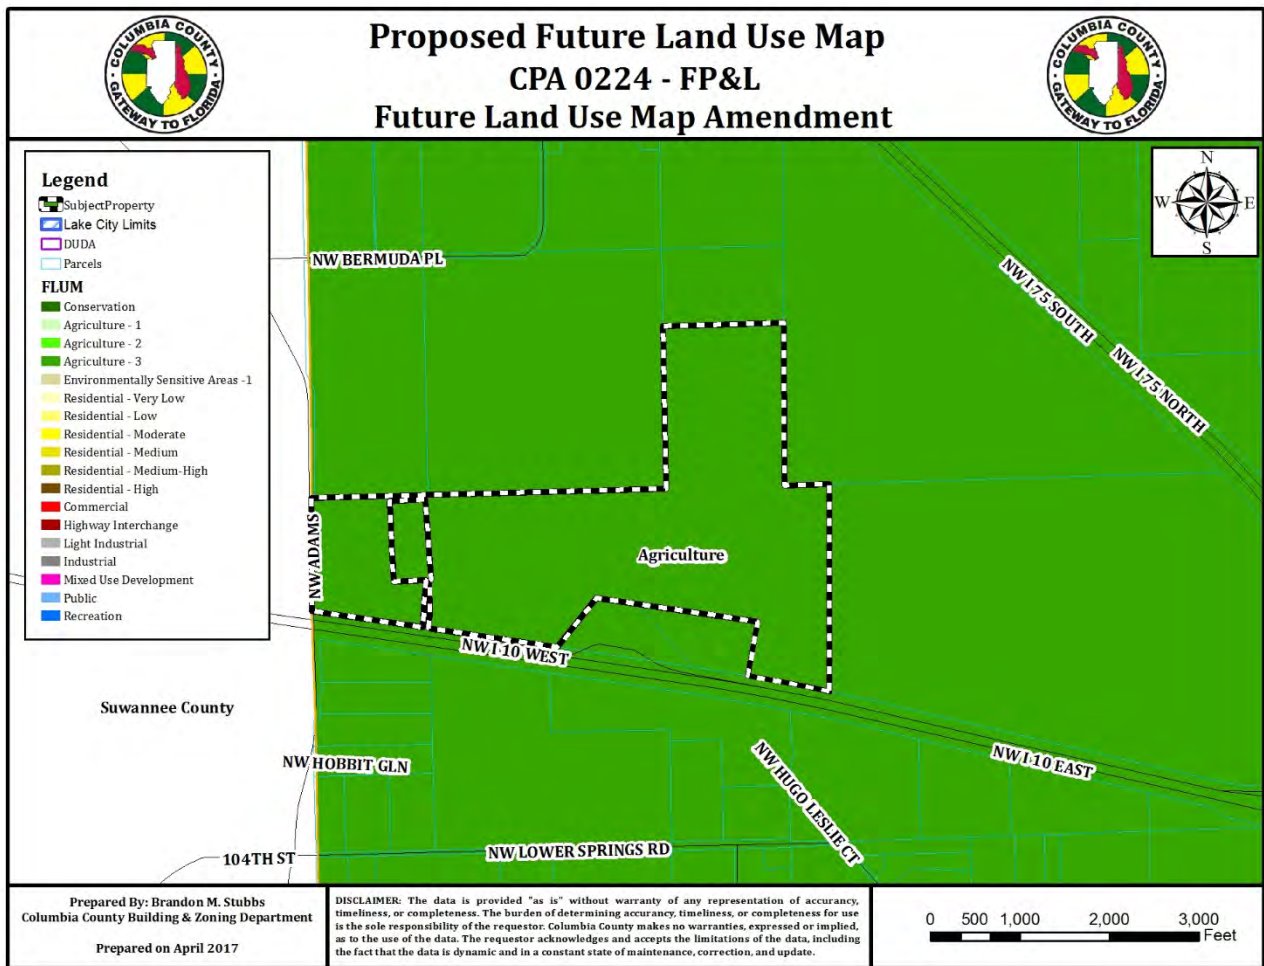 COLUMBIA COUNTY
GATEWAY TO FLORIDA
Proposed Future Land Use Map
CPA 0224 - FP&L
Future Land Use Map Amendment
COLUMBIA COUNTY
GATEWAY TO FLORIDA
Legend
SubjectProperty
Lake City Limits
DUDA
Parcels
FLUM
Conservation
Agriculture - 1
Agriculture - 2
Agriculture - 3
Environmentally Sensitive Areas -1
Residential - Very Low
Residential - Low
Residential - Moderate
Residential - Medium
Residential - Medium-High
Residential - High
Commercial
Highway Interchange
Light Industrial
Industrial
Mixed Use Development
Public
Recreation
N
W
E
S
NW BERMUDA PL
NW I 75 SOUTH
NW I 75 NORTH
NW ADAMS
Agriculture
NW I 10 WEST
Suwannee County
NW HOBBIT GLN
NW HUGO LESLIE CT
NW I 10 EAST
104TH ST
NW LOWER SPRINGS RD
Prepared By: Brandon M. Stubbs
Columbia County Building & Zoning Department
Prepared on April 2017
DISCLAIMER: The data is provided "as is" without warranty of any representation of accuracy,
timeliness, or completeness. The burden of determining accuracy, timeliness, or completeness for use
is the sole responsibility of the requestor. Columbia County makes no warranties, expressed or implied,
as to the use of the data. The requestor acknowledges and accepts the limitations of the data, including
the fact that the data is dynamic and in a constant state of maintenance, correction, and update.
0 500 1,000 2,000 3,000
Feet